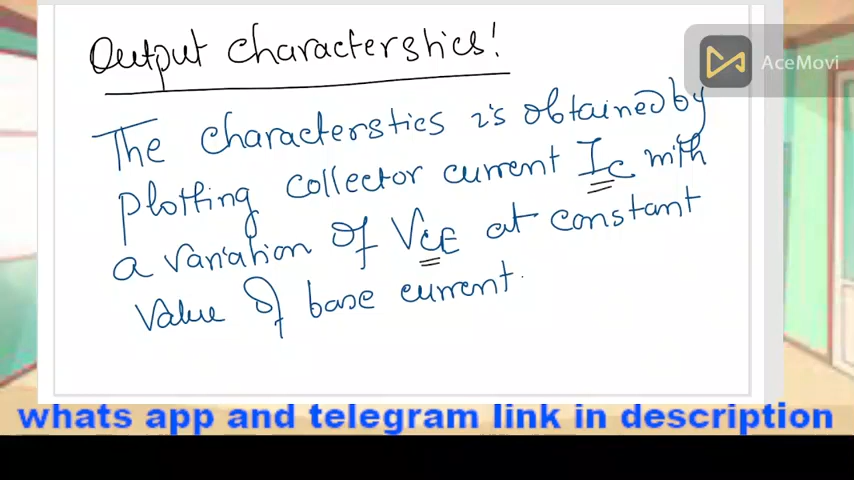 Output characterstics!
AceMovi
The characterstics is obtained by
plotting collector current IC with
a variation of VCE at constant
value of base current.
whats app and telegram link in description